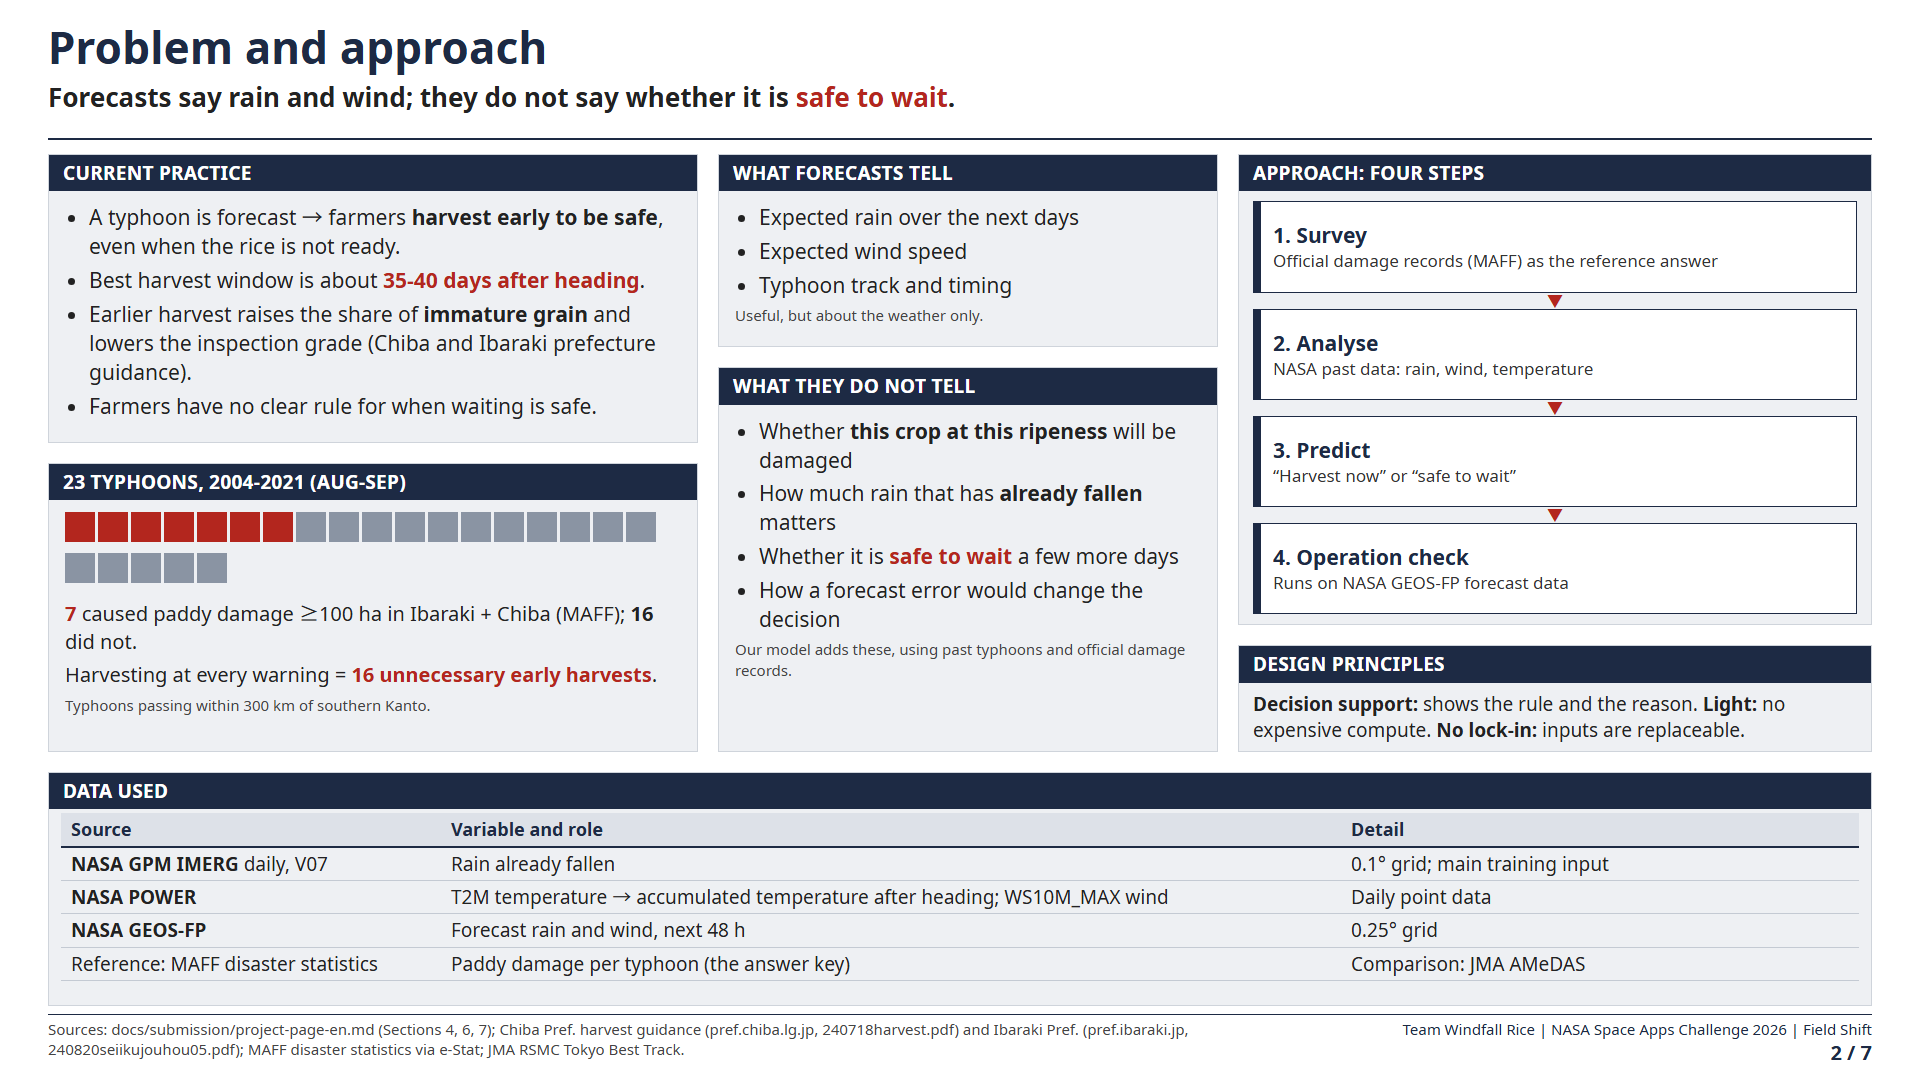 Problem and approach
Forecasts say rain and wind; they do not say whether it is safe to wait.
CURRENT PRACTICE
• A typhoon is forecast → farmers harvest early to be safe,
even when the rice is not ready.
• Best harvest window is about 35-40 days after heading.
• Earlier harvest raises the share of immature grain and
lowers the inspection grade (Chiba and Ibaraki prefecture
guidance).
• Farmers have no clear rule for when waiting is safe.
23 TYPHOONS, 2004-2021 (AUG-SEP)
7 caused paddy damage ≥100 ha in Ibaraki + Chiba (MAFF); 16
did not.
Harvesting at every warning = 16 unnecessary early harvests.
Typhoons passing within 300 km of southern Kanto.
WHAT FORECASTS TELL
• Expected rain over the next days
• Expected wind speed
• Typhoon track and timing
Useful, but about the weather only.
WHAT THEY DO NOT TELL
• Whether this crop at this ripeness will be
damaged
• How much rain that has already fallen
matters
• Whether it is safe to wait a few more days
• How a forecast error would change the
decision
Our model adds these, using past typhoons and official damage
records.
APPROACH: FOUR STEPS
1. Survey
Official damage records (MAFF) as the reference answer
2. Analyse
NASA past data: rain, wind, temperature
3. Predict
“Harvest now” or “safe to wait”
4. Operation check
Runs on NASA GEOS-FP forecast data
DESIGN PRINCIPLES
Decision support: shows the rule and the reason. Light: no
expensive compute. No lock-in: inputs are replaceable.
DATA USED
Source Variable and role Detail
NASA GPM IMERG daily, V07 Rain already fallen 0.1° grid; main training input
NASA POWER T2M temperature → accumulated temperature after heading; WS10M_MAX wind Daily point data
NASA GEOS-FP Forecast rain and wind, next 48 h 0.25° grid
Reference: MAFF disaster statistics Paddy damage per typhoon (the answer key) Comparison: JMA AMeDAS
Sources: docs/submission/project-page-en.md (Sections 4, 6, 7); Chiba Pref. harvest guidance (pref.chiba.lg.jp, 240718harvest.pdf) and Ibaraki Pref. (pref.ibaraki.jp,
240820seiikujouhou05.pdf); MAFF disaster statistics via e-Stat; JMA RSMC Tokyo Best Track.
Team Windfall Rice | NASA Space Apps Challenge 2026 | Field Shift
2 / 7